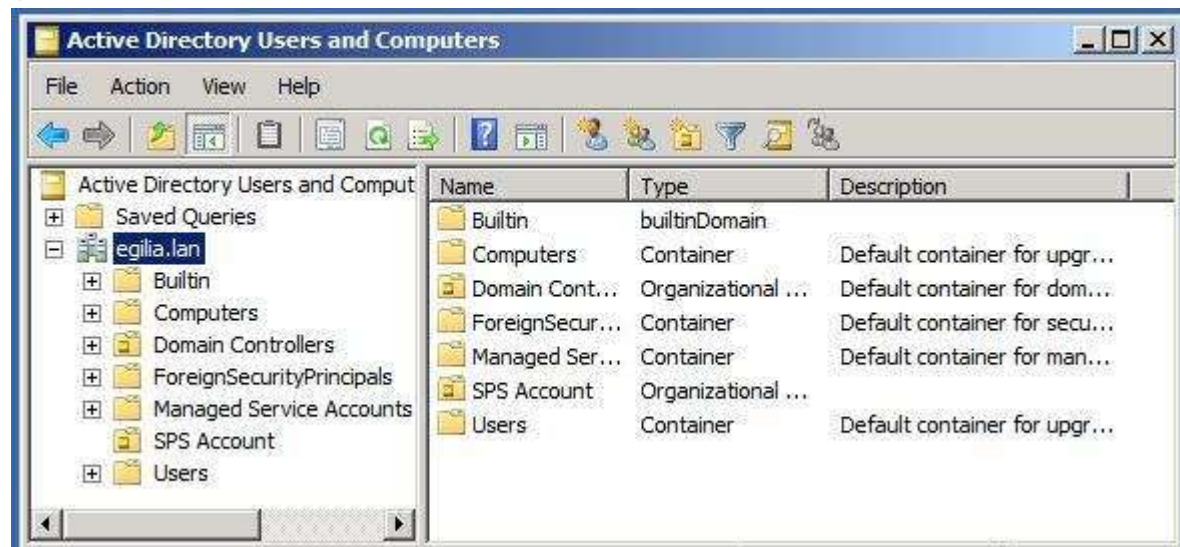 Active Directory Users and Computers
File Action View Help
Active Directory Users and Comput
Saved Queries
egilia.lan
Builtin
Computers
Domain Controllers
ForeignSecurityPrincipals
Managed Service Accounts
SPS Account
Users
Name Type Description
Builtin builtinDomain
Computers Container Default container for upgr...
Domain Cont... Organizational ... Default container for dom...
ForeignSecur... Container Default container for secu...
Managed Ser... Container Default container for man...
SPS Account Organizational ...
Users Container Default container for upgr...